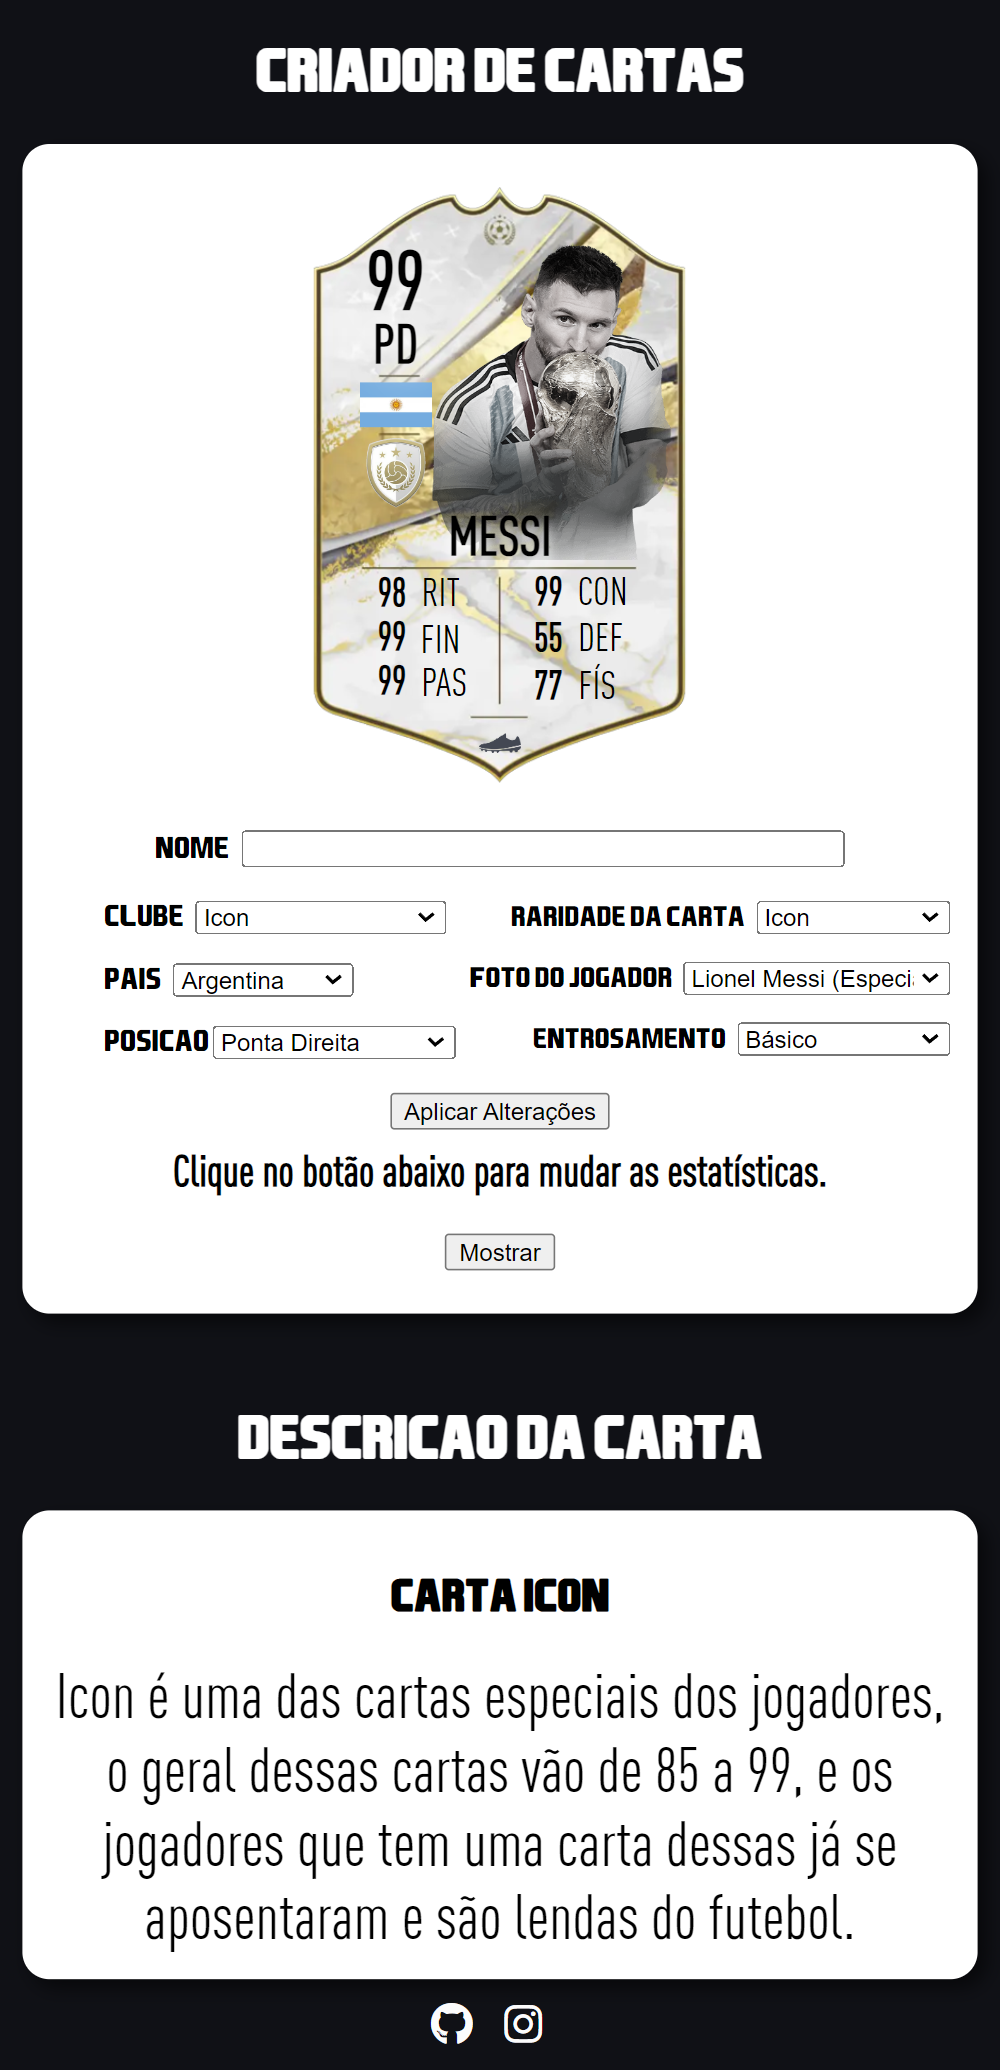 CRIADOR DE CARTAS
99
PD
MESSI
98 RIT
99 FIN
99 PAS
99 CON
55 DEF
77 FÍS
NOME
CLUBE Icon
RARIDADE DA CARTA Icon
PAIS Argentina
FOTO DO JOGADOR Lionel Messi (Especi
POSICAO Ponta Direita
ENTROSAMENTO Básico
Aplicar Alterações
Clique no botão abaixo para mudar as estatísticas.
Mostrar
DESCRICAO DA CARTA
CARTA ICON
Icon é uma das cartas especiais dos jogadores,
o geral dessas cartas vão de 85 a 99, e os
jogadores que tem uma carta dessas já se
aposentaram e são lendas do futebol.